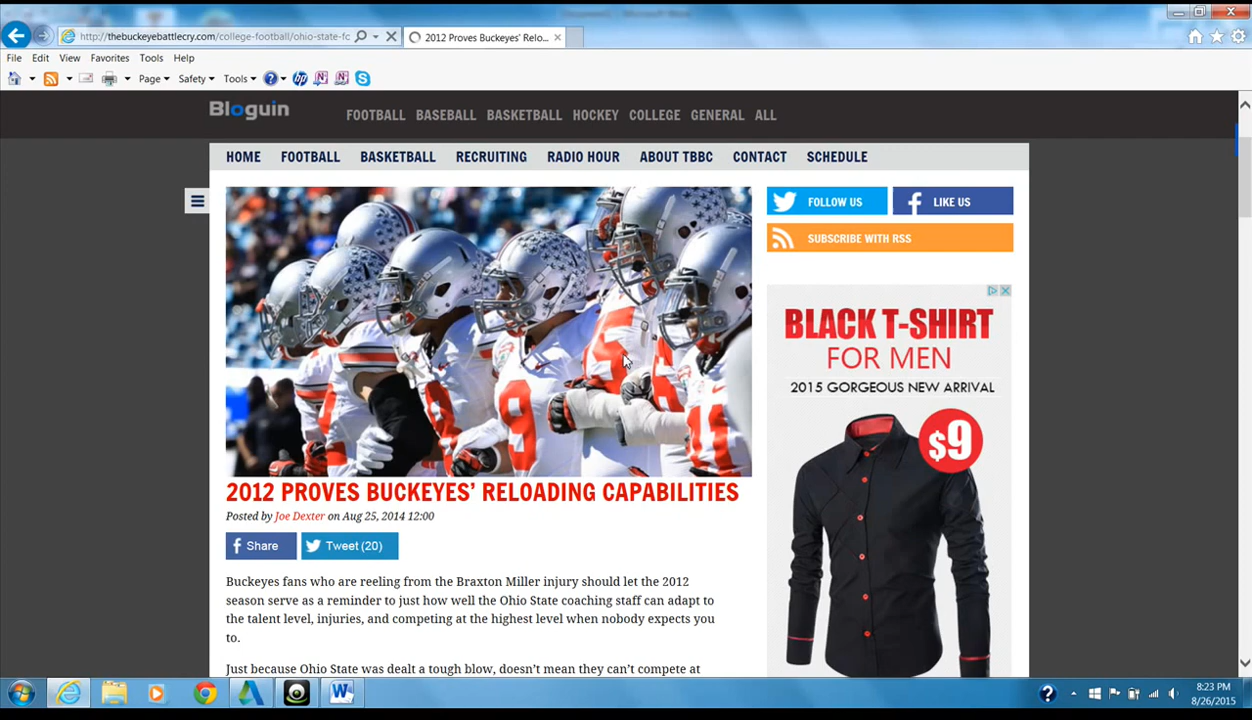 http://thebuckeyebattlecry.com/college-football/ohio-state-fc
2012 Proves Buckeyes' Relo...
File Edit View Favorites Tools Help
Page Safety Tools
Bloguin
FOOTBALL BASEBALL BASKETBALL HOCKEY COLLEGE GENERAL ALL
HOME FOOTBALL BASKETBALL RECRUITING RADIO HOUR ABOUT TBBC CONTACT SCHEDULE
FOLLOW US
LIKE US
SUBSCRIBE WITH RSS
BLACK T-SHIRT
FOR MEN
2015 GORGEOUS NEW ARRIVAL
$9
2012 PROVES BUCKEYES’ RELOADING CAPABILITIES
Posted by Joe Dexter on Aug 25, 2014 12:00
Share
Tweet (20)
Buckeyes fans who are reeling from the Braxton Miller injury should let the 2012
season serve as a reminder to just how well the Ohio State coaching staff can adapt to
the talent level, injuries, and competing at the highest level when nobody expects you
to.
Just because Ohio State was dealt a tough blow, doesn’t mean they can’t compete at
8:23 PM
8/26/2015